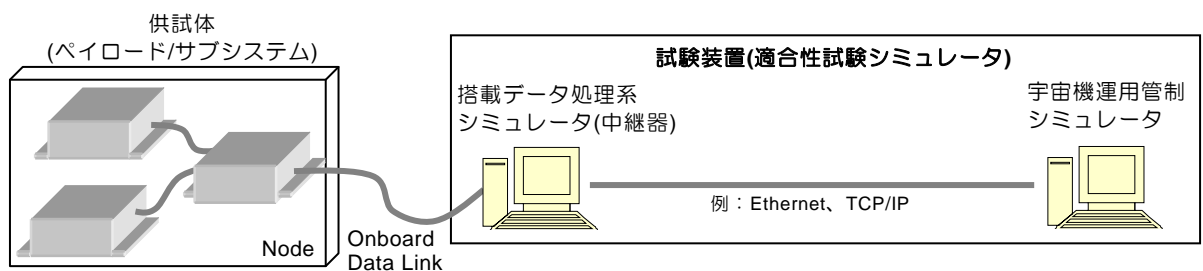 供試体
(ペイロード/サブシステム)
Node
Onboard
Data Link
試験装置(適合性試験シミュレータ)
搭載データ処理系
シミュレータ(中継器)
例：Ethernet、TCP/IP
宇宙機運用管制
シミュレータ